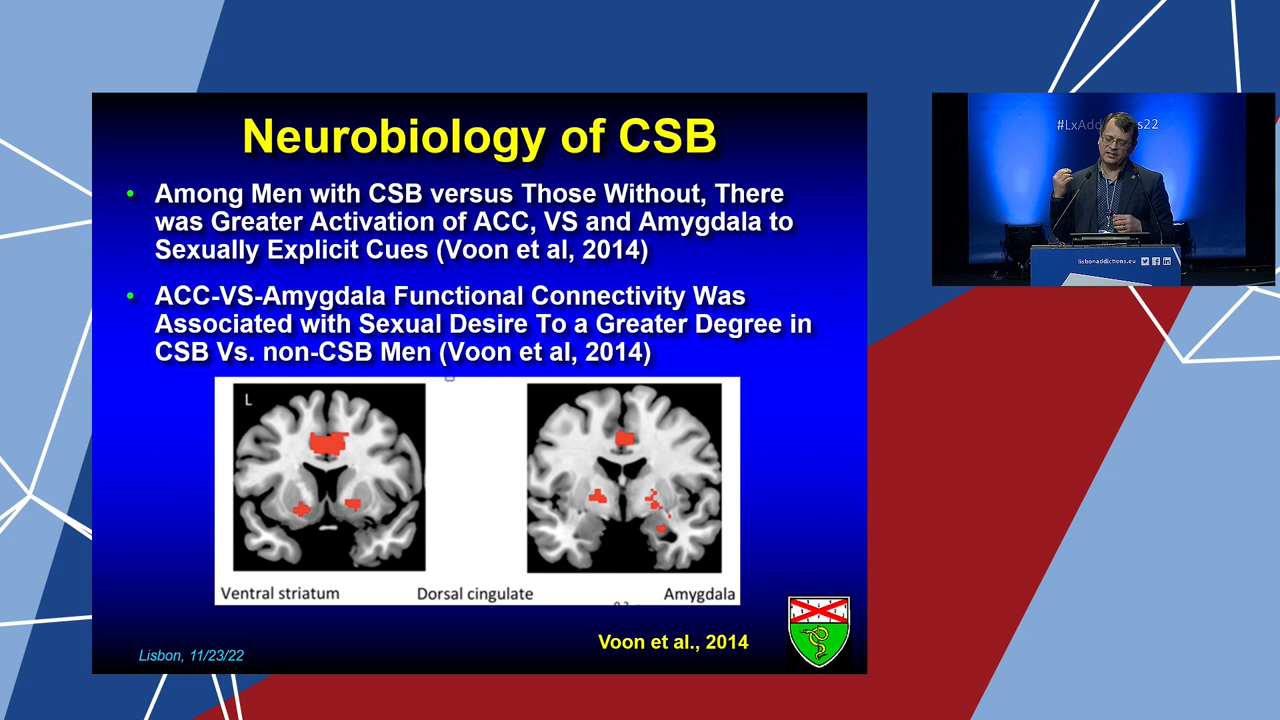 Neurobiology of CSB
• Among Men with CSB versus Those Without, There
was Greater Activation of ACC, VS and Amygdala to
Sexually Explicit Cues (Voon et al, 2014)
• ACC-VS-Amygdala Functional Connectivity Was
Associated with Sexual Desire To a Greater Degree in
CSB Vs. non-CSB Men (Voon et al, 2014)
L
Ventral striatum
Dorsal cingulate
Amygdala
Voon et al., 2014
Lisbon, 11/23/22
lisbonaddictions.eu